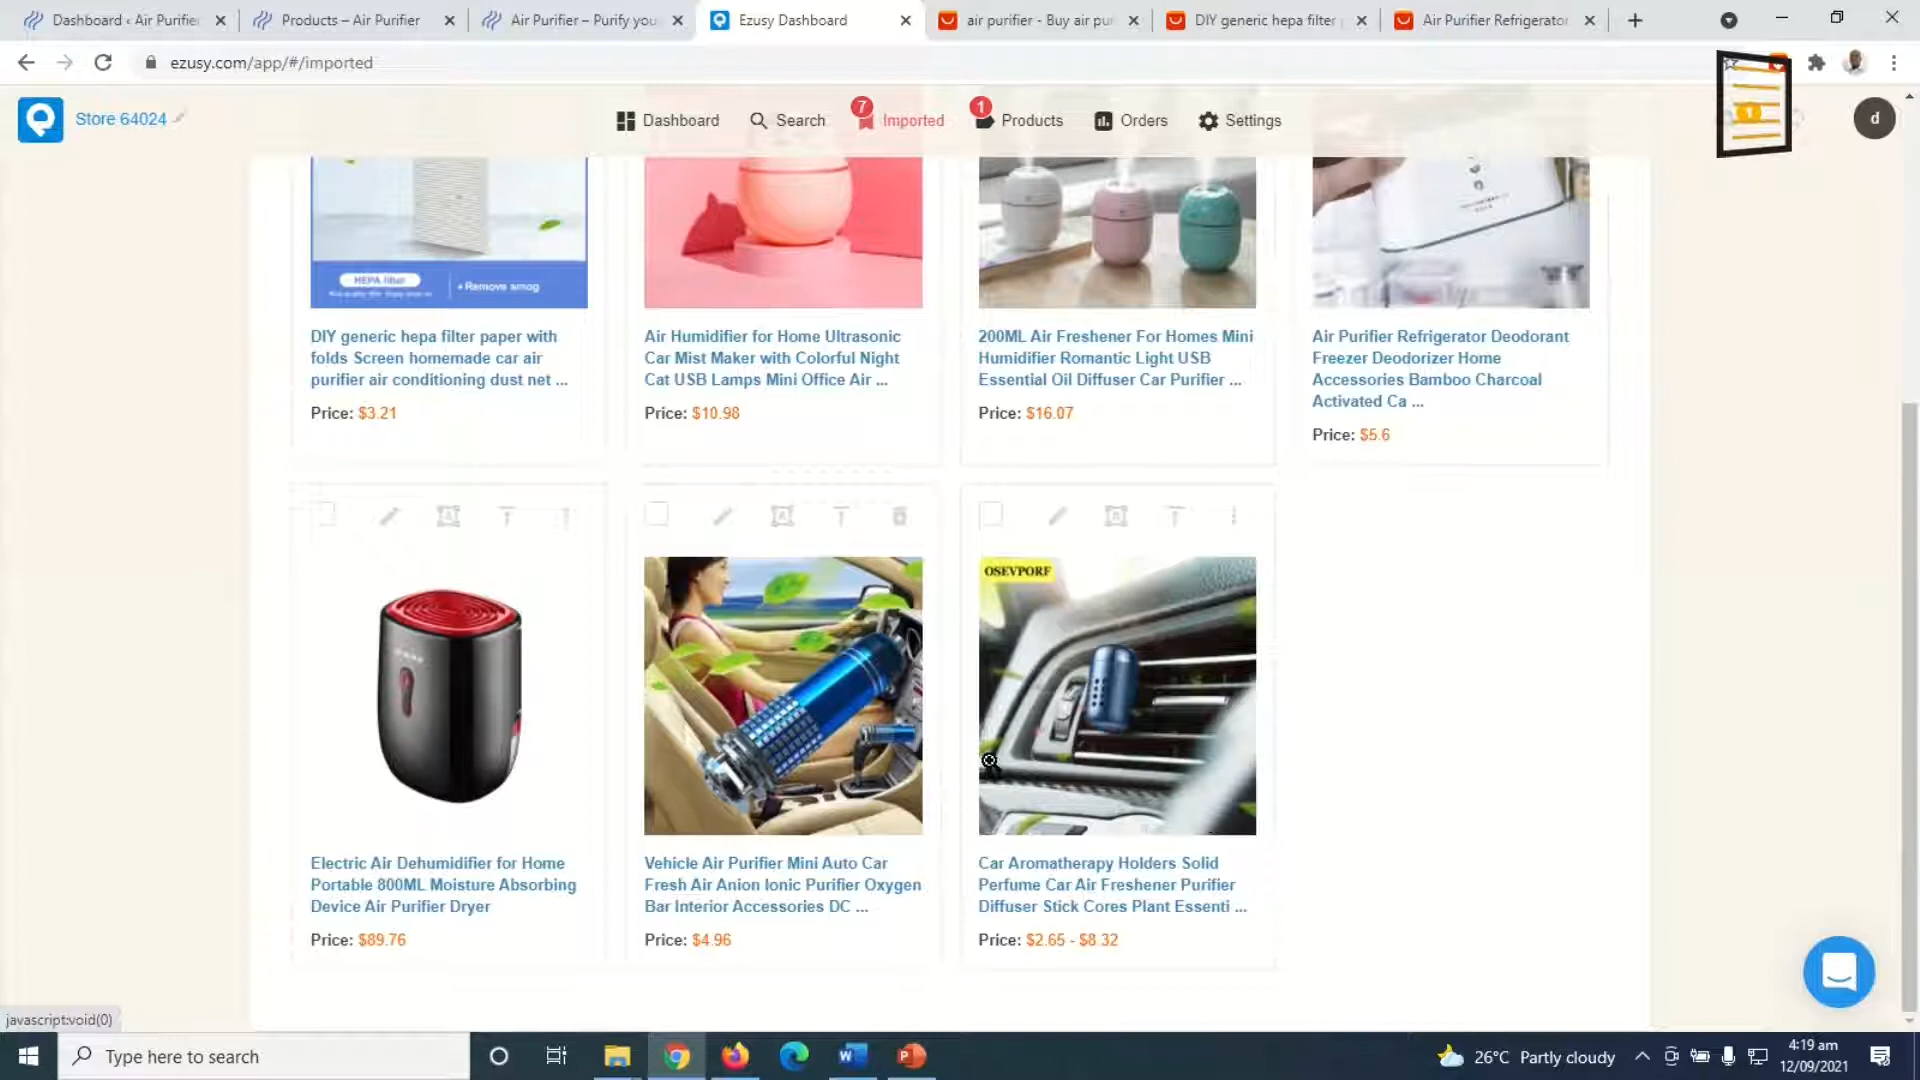 Dashboard ‹ Air Purifier
Products – Air Purifier
Air Purifier – Purify you
Ezusy Dashboard
air purifier - Buy air pur
DIY generic hepa filter
Air Purifier Refrigerator
ezusy.com/app/#/imported
Store 64024
Dashboard
Search
7
Imported
1
Products
Orders
Settings
d
HEPA filter
+ Remove smog
DIY generic hepa filter paper with
folds Screen homemade car air
purifier air conditioning dust net ...
Price: $3.21
Air Humidifier for Home Ultrasonic
Car Mist Maker with Colorful Night
Cat USB Lamps Mini Office Air ...
Price: $10.98
200ML Air Freshener For Homes Mini
Humidifier Romantic Light USB
Essential Oil Diffuser Car Purifier ...
Price: $16.07
Air Purifier Refrigerator Deodorant
Freezer Deodorizer Home
Accessories Bamboo Charcoal
Activated Ca ...
Price: $5.6
OSEVPORF
Electric Air Dehumidifier for Home
Portable 800ML Moisture Absorbing
Device Air Purifier Dryer
Price: $89.76
Vehicle Air Purifier Mini Auto Car
Fresh Air Anion Ionic Purifier Oxygen
Bar Interior Accessories DC ...
Price: $4.96
Car Aromatherapy Holders Solid
Perfume Car Air Freshener Purifier
Diffuser Stick Cores Plant Essenti ...
Price: $2.65 - $8.32
javascript:void(0)
Type here to search
26°C Partly cloudy
4:19 am
12/09/2021